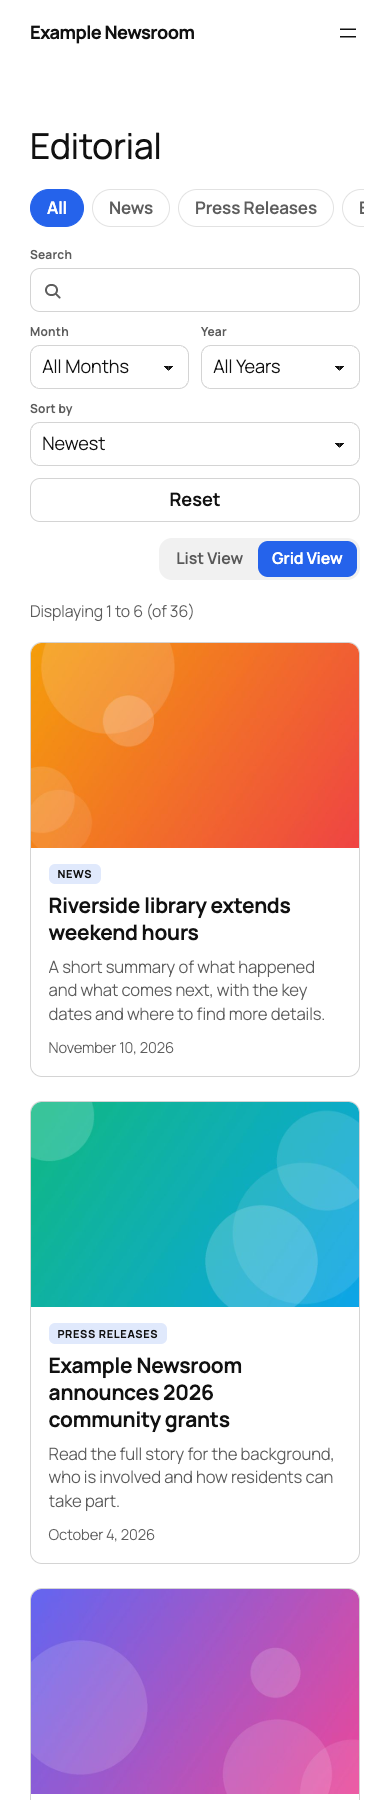 Example Newsroom
Editorial
All
News
Press Releases
Search
Month
Year
All Months
All Years
Sort by
Newest
Reset
List View
Grid View
Displaying 1 to 6 (of 36)
NEWS
Riverside library extends
weekend hours
A short summary of what happened
and what comes next, with the key
dates and where to find more details.
November 10, 2026
PRESS RELEASES
Example Newsroom
announces 2026
community grants
Read the full story for the background,
who is involved and how residents can
take part.
October 4, 2026